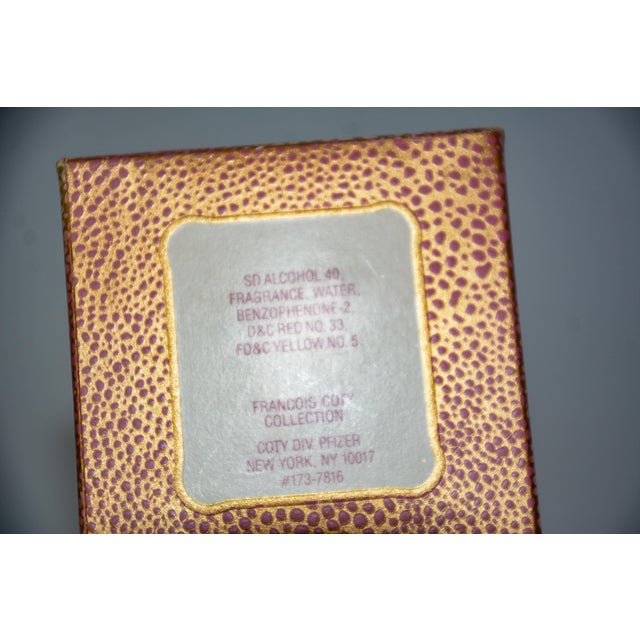 SD ALCOHOL 40,
FRAGRANCE, WATER,
BENZOPHENONE-2,
D&C RED NO. 33,
FD&C YELLOW NO. 5.
FRANCOIS COTY
COLLECTION
COTY DIV. PFIZER
NEW YORK, NY 10017
#173-7816